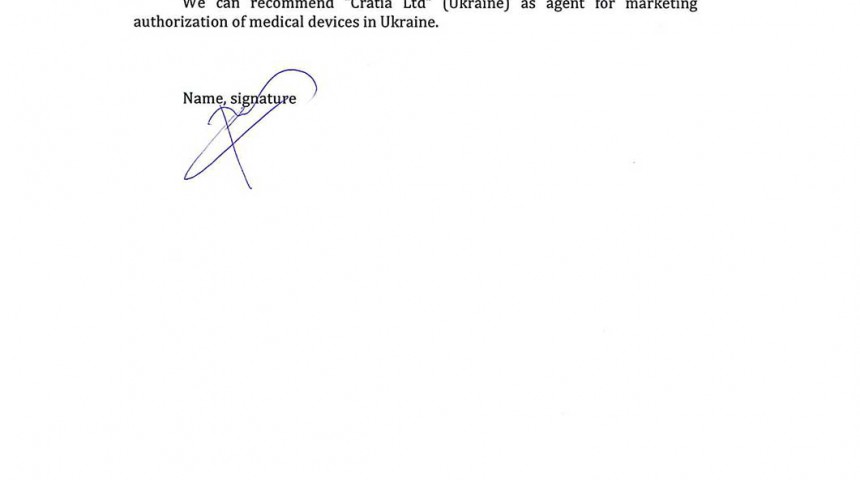 We can recommend "Cratia Ltd" (Ukraine) as agent for marketing
authorization of medical devices in Ukraine.
Name, signature